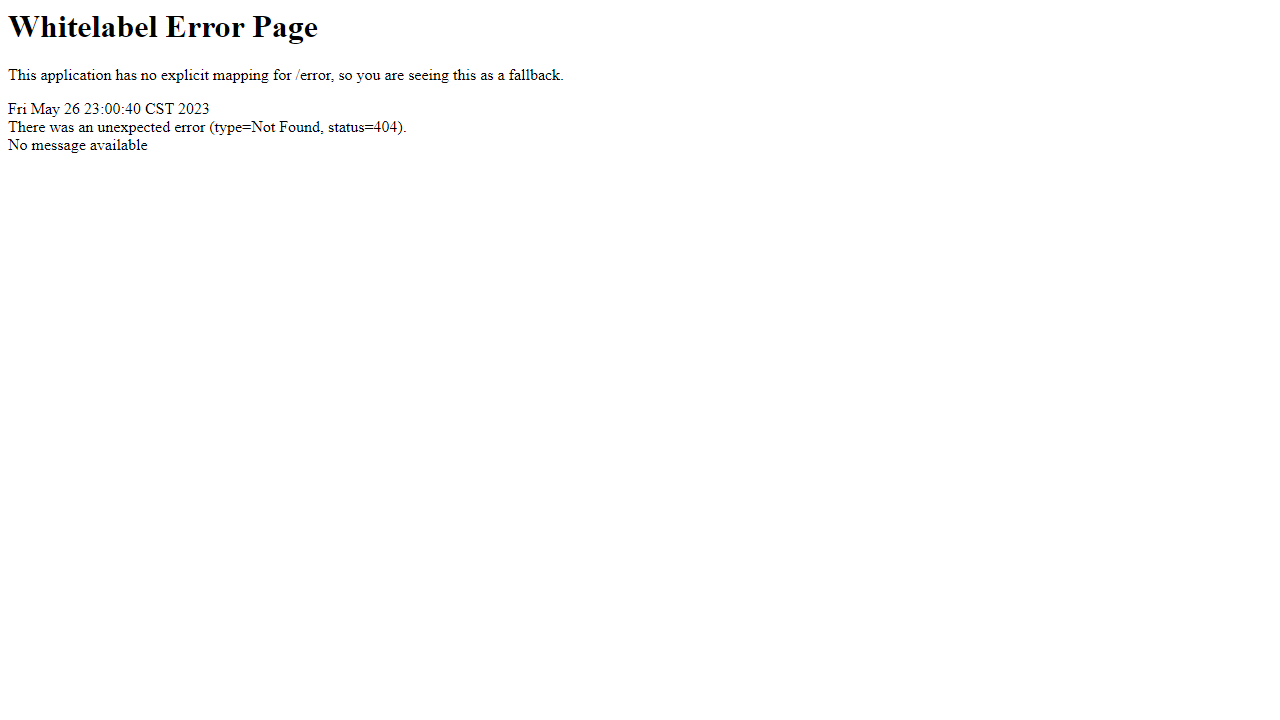 Whitelabel Error Page
This application has no explicit mapping for /error, so you are seeing this as a fallback.
Fri May 26 23:00:40 CST 2023
There was an unexpected error (type=Not Found, status=404).
No message available